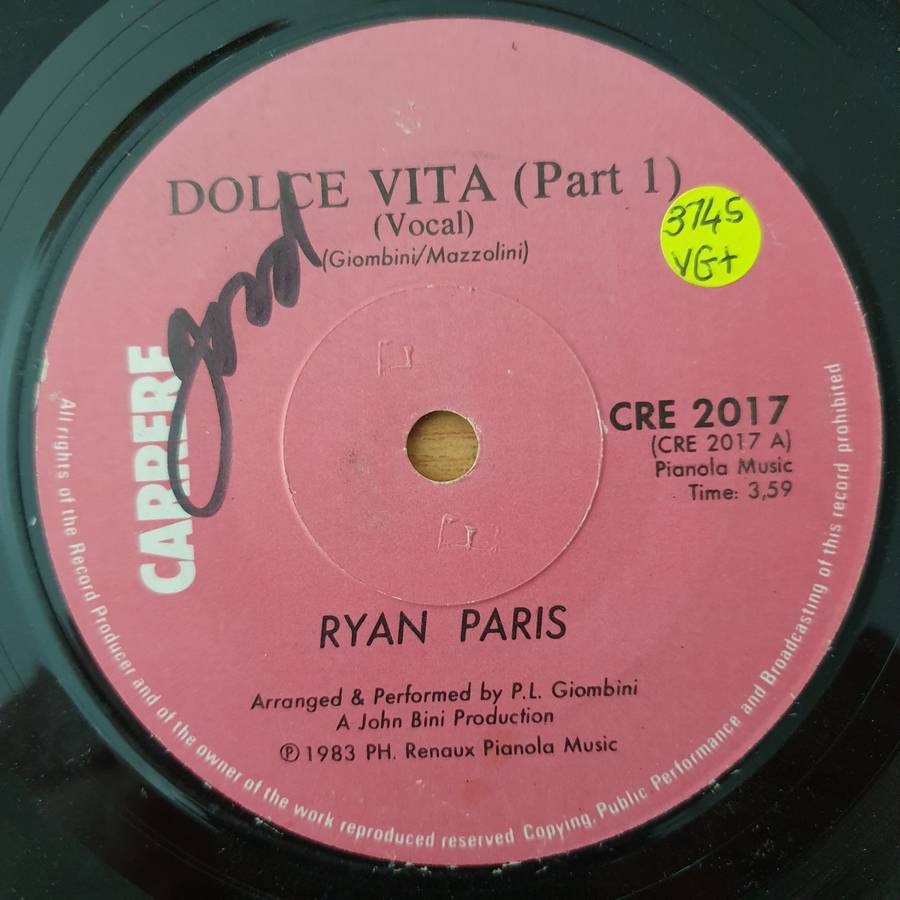 DOLCE VITA (Part 1)
(Vocal)
(Giombini/Mazzolini)
3745
VG+
CARRERE
CRE 2017
(CRE 2017 A)
Pianola Music
Time: 3,59
RYAN PARIS
Arranged & Performed by P.L. Giombini
A John Bini Production
℗ 1983 PH. Renaux Pianola Music
All rights of the Record Producer and of the owner of the work reproduced reserved Copying, Public Performance and Broadcasting of this record prohibited